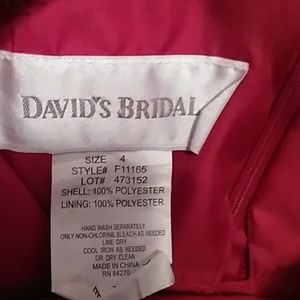 DAVID'S BRIDAL
SIZE 4
STYLE# F11165
LOT# 473152
SHELL: 100% POLYESTER
LINING: 100% POLYESTER
HAND WASH SEPARATELY
ONLY NON-CHLORINE BLEACH AS NEEDED
LINE DRY
COOL IRON AS NEEDED
OR DRY CLEAN
MADE IN CHINA
RN 84270